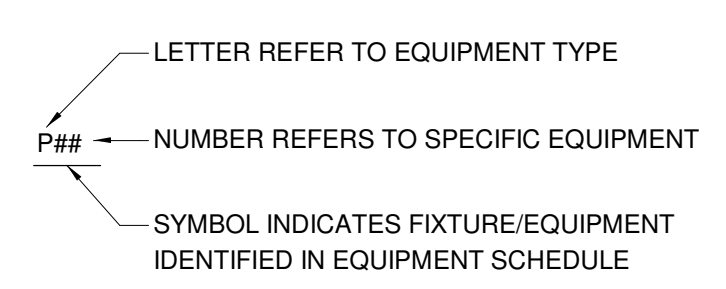 LETTER REFER TO EQUIPMENT TYPE
P##
NUMBER REFERS TO SPECIFIC EQUIPMENT
SYMBOL INDICATES FIXTURE/EQUIPMENT
IDENTIFIED IN EQUIPMENT SCHEDULE